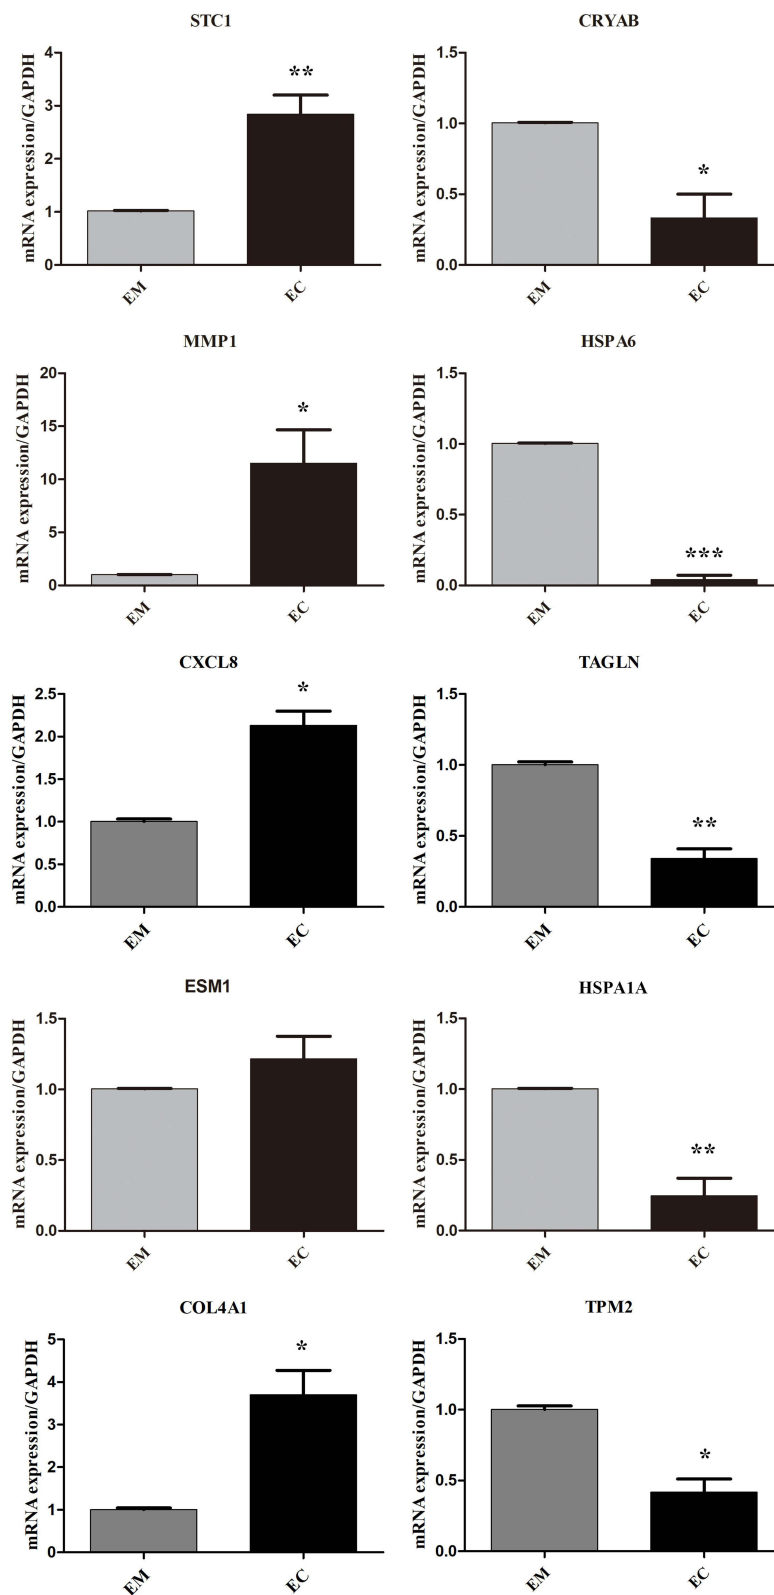 STC1
mRNA expression/GAPDH
4
3
2
1
0
**
EM
EC
CRYAB
mRNA expression/GAPDH
1.5
1.0
0.5
0.0
*
EM
EC
MMP1
mRNA expression/GAPDH
20
15
10
5
0
*
EM
EC
HSPA6
mRNA expression/GAPDH
1.5
1.0
0.5
0.0
***
EM
EC
CXCL8
mRNA expression/GAPDH
2.5
2.0
1.5
1.0
0.5
0.0
*
EM
EC
TAGLN
mRNA expression/GAPDH
1.5
1.0
0.5
0.0
**
EM
EC
ESM1
mRNA expression/GAPDH
1.5
1.0
0.5
0.0
EM
EC
HSPA1A
mRNA expression/GAPDH
1.5
1.0
0.5
0.0
**
EM
EC
COL4A1
mRNA expression/GAPDH
5
4
3
2
1
0
*
EM
EC
TPM2
mRNA expression/GAPDH
1.5
1.0
0.5
0.0
*
EM
EC